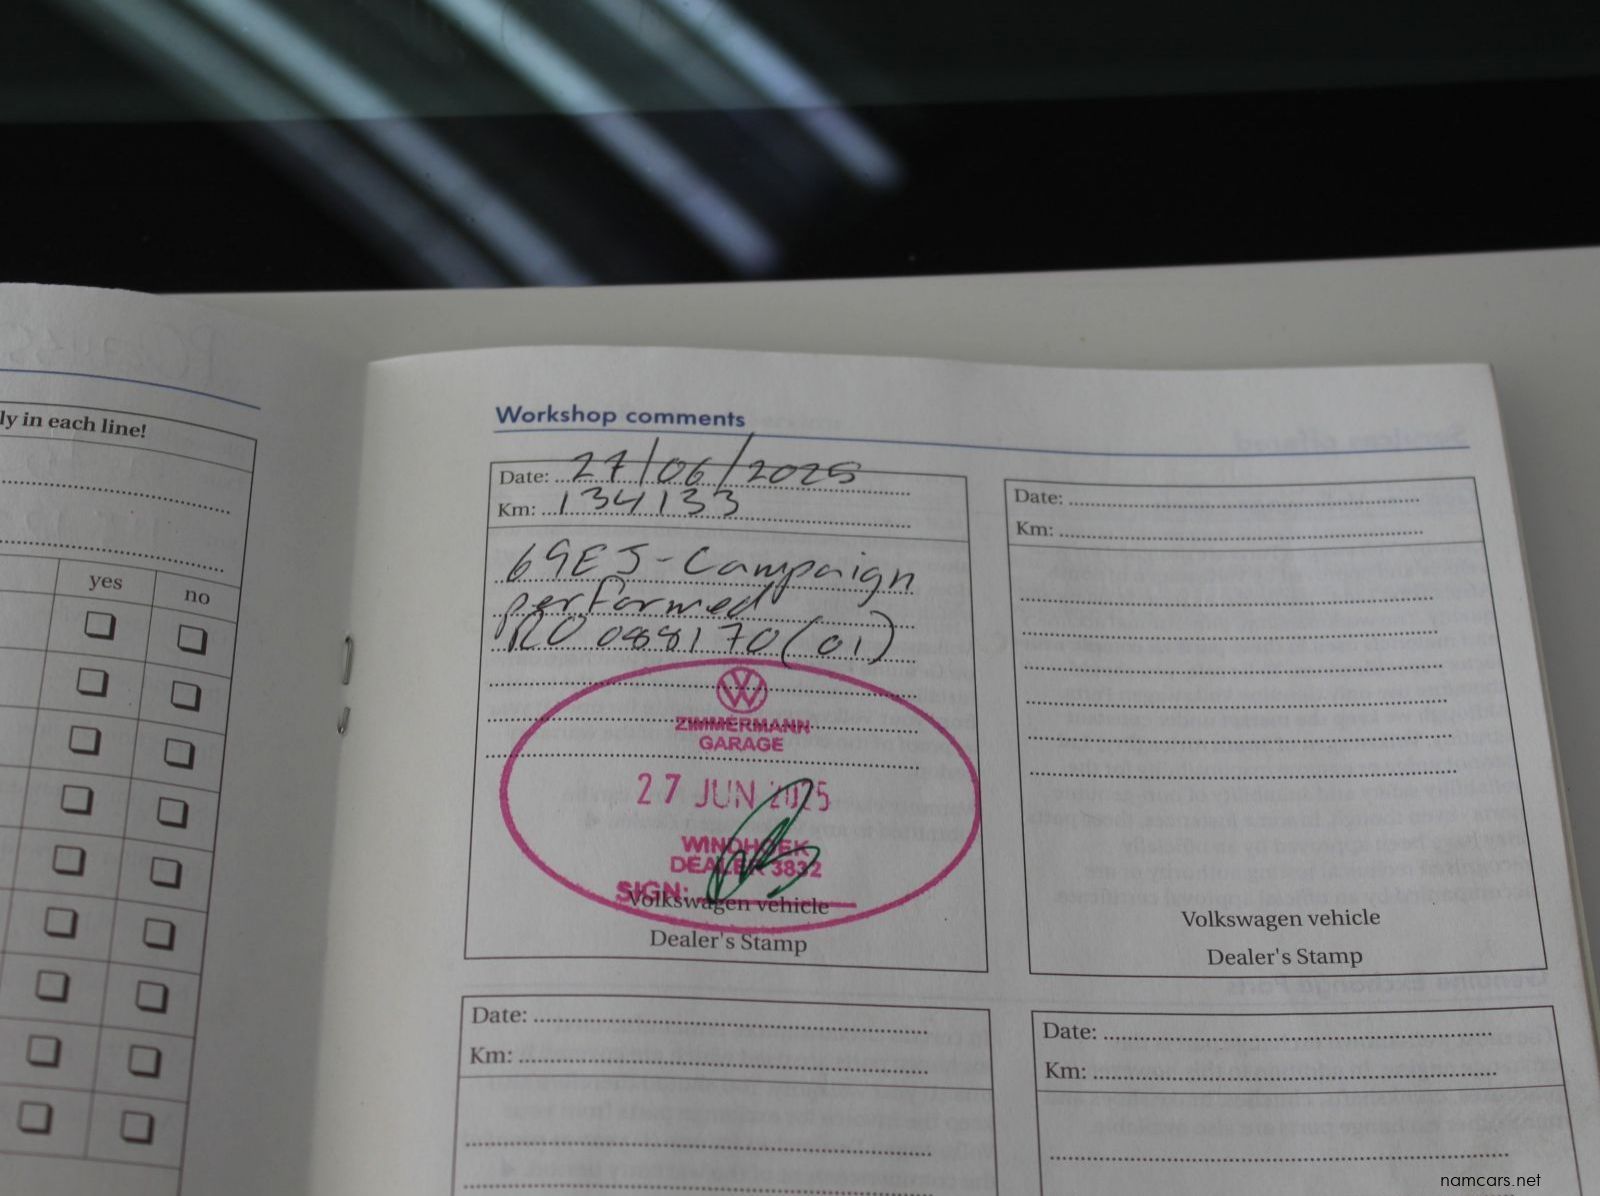 ly in each line!
yes no
Workshop comments
Date: 27/06/2025
Km: 134133
69EJ-Campaign
performed
RO 088170(01)
ZIMMERMANN
GARAGE
27 JUN 2025
WINDHOEK
DEALER 3832
SIGN:
Volkswagen vehicle
Dealer's Stamp
Date:
Km:
Volkswagen vehicle
Dealer's Stamp
Date:
Km:
Date:
Km:
namcars.net